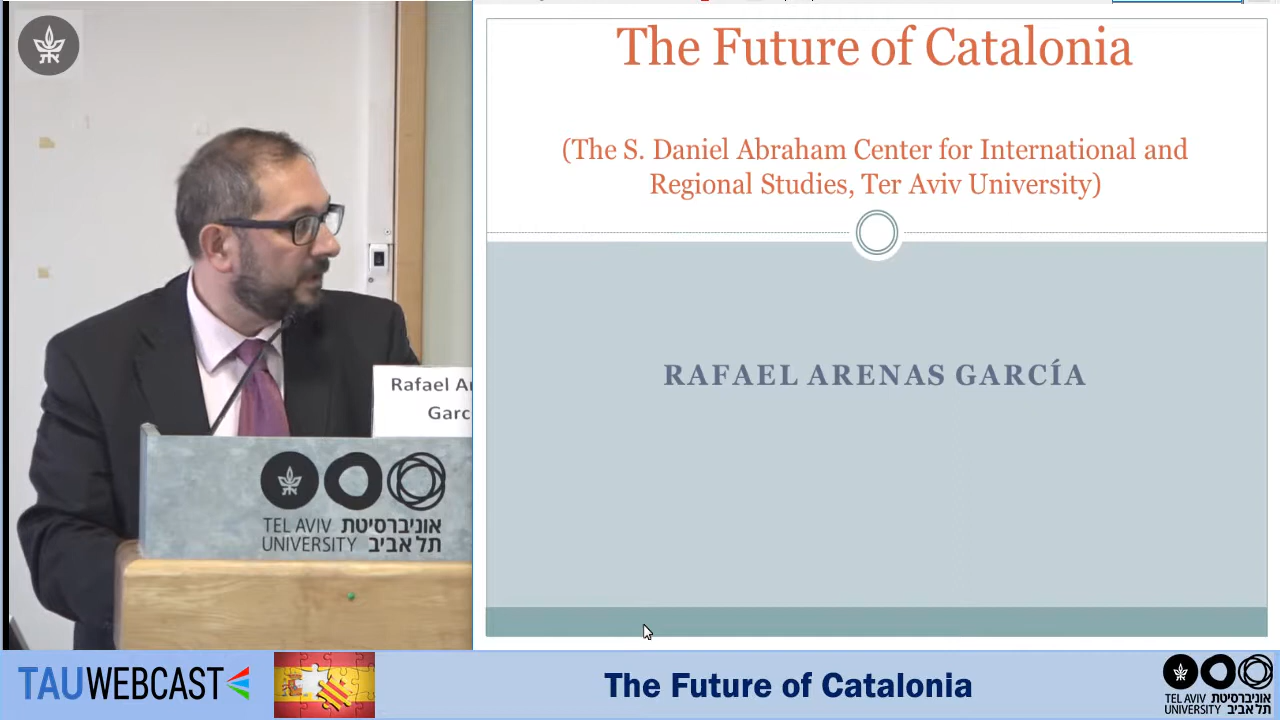 The Future of Catalonia
(The S. Daniel Abraham Center for International and
Regional Studies, Ter Aviv University)
RAFAEL ARENAS GARCÍA
Rafael
TEL AVIV אוניברסיטת
UNIVERSITY תל אביב
TAUWEBCAST
The Future of Catalonia
TEL AVIV אוניברסיטת
UNIVERSITY תל אביב